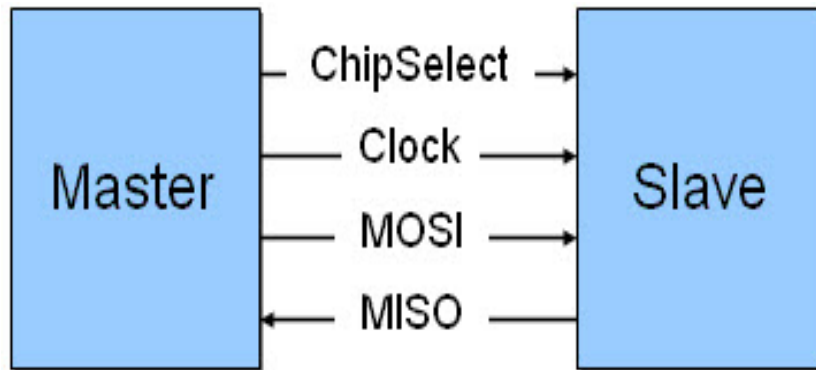 ChipSelect
Clock
Master
Slave
MOSI
MISO